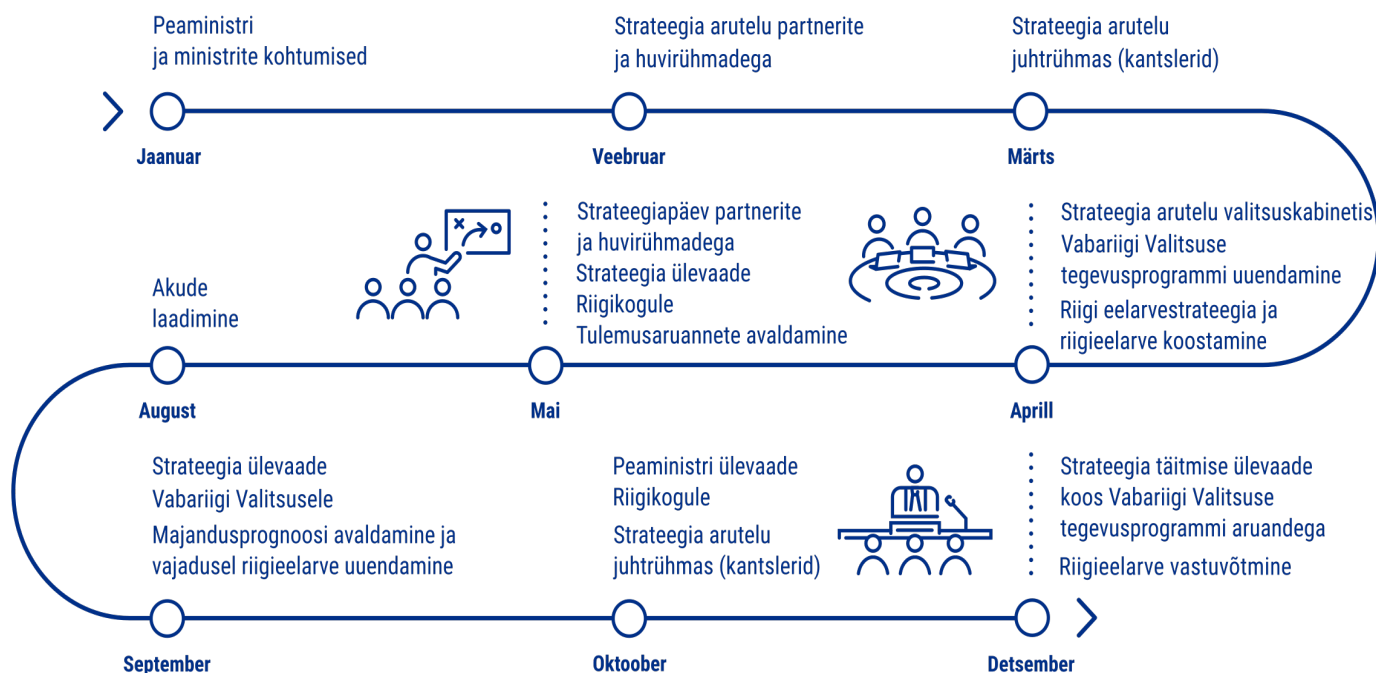 Peaministri
ja ministrite kohtumised
Jaanuar
Strateegia arutelu partnerite
ja huvirühmadega
Veebruar
Strateegia arutelu
juhtrühmas (kantslerid)
Märts
Strateegia arutelu valitsuskabinetis
Vabariigi Valitsuse
tegevusprogrammi uuendamine
Riigi eelarvestrateegia ja
riigieelarve koostamine
Aprill
Strateegiapäev partnerite
ja huvirühmadega
Strateegia ülevaade
Riigikogule
Tulemusaruannete avaldamine
Mai
Akude
laadimine
August
Strateegia ülevaade
Vabariigi Valitsusele
Majandusprognoosi avaldamine ja
vajadusel riigieelarve uuendamine
September
Peaministri ülevaade
Riigikogule
Strateegia arutelu
juhtrühmas (kantslerid)
Oktoober
Strateegia täitmise ülevaade
koos Vabariigi Valitsuse
tegevusprogrammi aruandega
Riigieelarve vastuvõtmine
Detsember